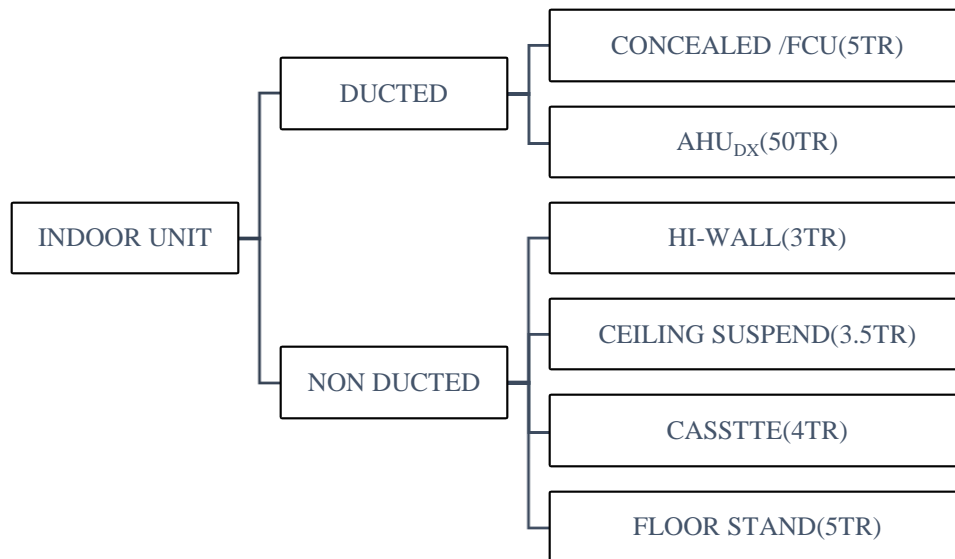 INDOOR UNIT
DUCTED
CONCEALED /FCU(5TR)
AHU_DX(50TR)
NON DUCTED
HI-WALL(3TR)
CEILING SUSPEND(3.5TR)
CASSTTE(4TR)
FLOOR STAND(5TR)